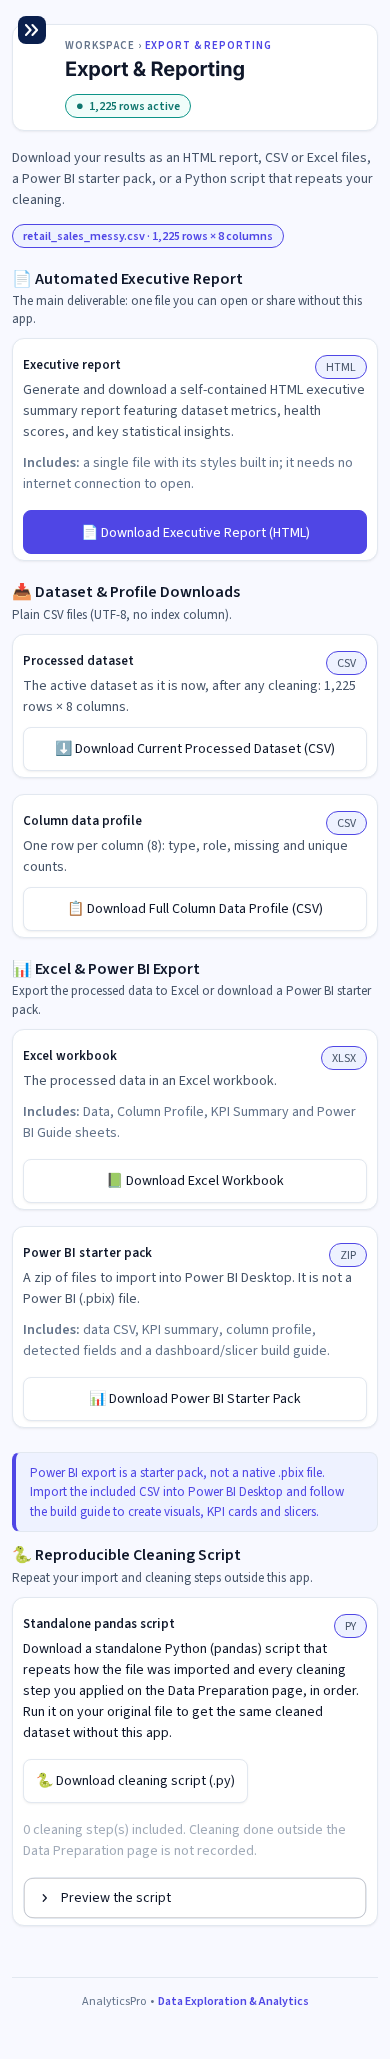 WORKSPACE › EXPORT & REPORTING
Export & Reporting
1,225 rows active
Download your results as an HTML report, CSV or Excel files,
a Power BI starter pack, or a Python script that repeats your
cleaning.
retail_sales_messy.csv · 1,225 rows × 8 columns
📄 Automated Executive Report
The main deliverable: one file you can open or share without this
app.
Executive report
HTML
Generate and download a self-contained HTML executive
summary report featuring dataset metrics, health
scores, and key statistical insights.
Includes: a single file with its styles built in; it needs no
internet connection to open.
📄 Download Executive Report (HTML)
📥 Dataset & Profile Downloads
Plain CSV files (UTF-8, no index column).
Processed dataset
CSV
The active dataset as it is now, after any cleaning: 1,225
rows × 8 columns.
⬇️ Download Current Processed Dataset (CSV)
Column data profile
CSV
One row per column (8): type, role, missing and unique
counts.
📋 Download Full Column Data Profile (CSV)
📊 Excel & Power BI Export
Export the processed data to Excel or download a Power BI starter
pack.
Excel workbook
XLSX
The processed data in an Excel workbook.
Includes: Data, Column Profile, KPI Summary and Power
BI Guide sheets.
📗 Download Excel Workbook
Power BI starter pack
ZIP
A zip of files to import into Power BI Desktop. It is not a
Power BI (.pbix) file.
Includes: data CSV, KPI summary, column profile,
detected fields and a dashboard/slicer build guide.
📊 Download Power BI Starter Pack
Power BI export is a starter pack, not a native .pbix file.
Import the included CSV into Power BI Desktop and follow
the build guide to create visuals, KPI cards and slicers.
🐍 Reproducible Cleaning Script
Repeat your import and cleaning steps outside this app.
Standalone pandas script
PY
Download a standalone Python (pandas) script that
repeats how the file was imported and every cleaning
step you applied on the Data Preparation page, in order.
Run it on your original file to get the same cleaned
dataset without this app.
🐍 Download cleaning script (.py)
0 cleaning step(s) included. Cleaning done outside the
Data Preparation page is not recorded.
Preview the script
AnalyticsPro • Data Exploration & Analytics